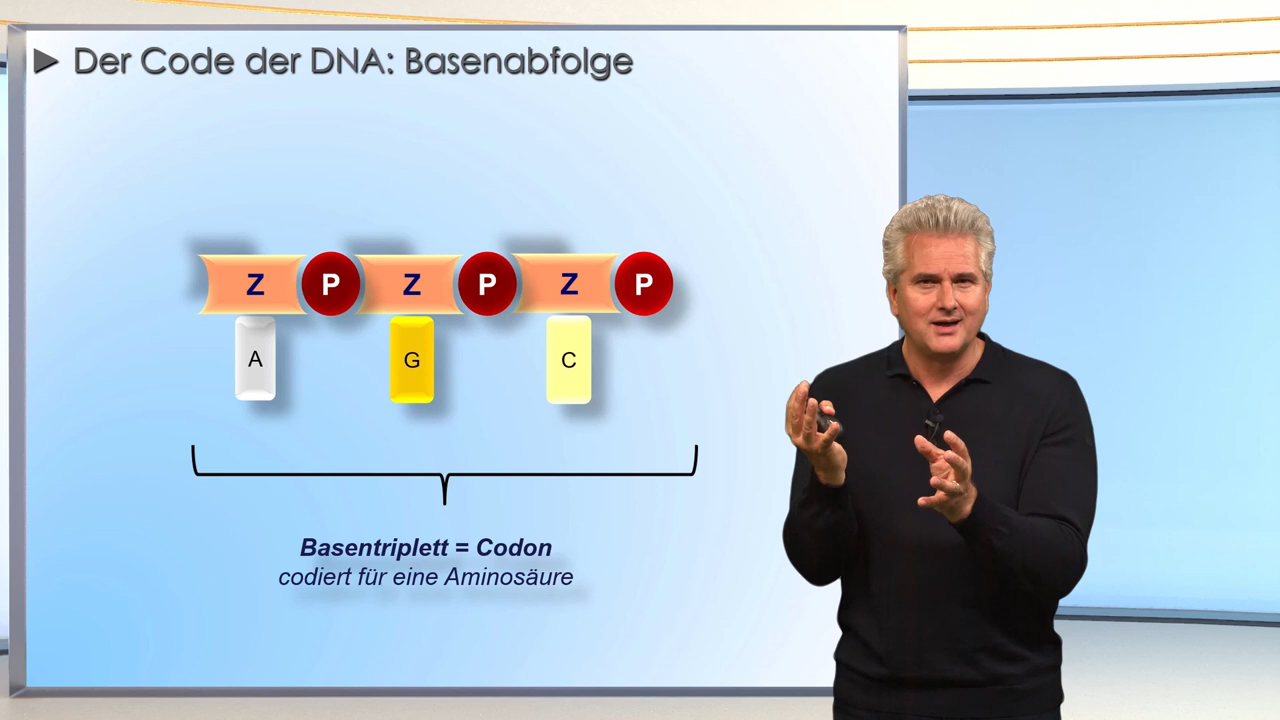 ► Der Code der DNA: Basenabfolge
Z P Z P Z P
A G C
Basentriplett = Codon
codiert für eine Aminosäure